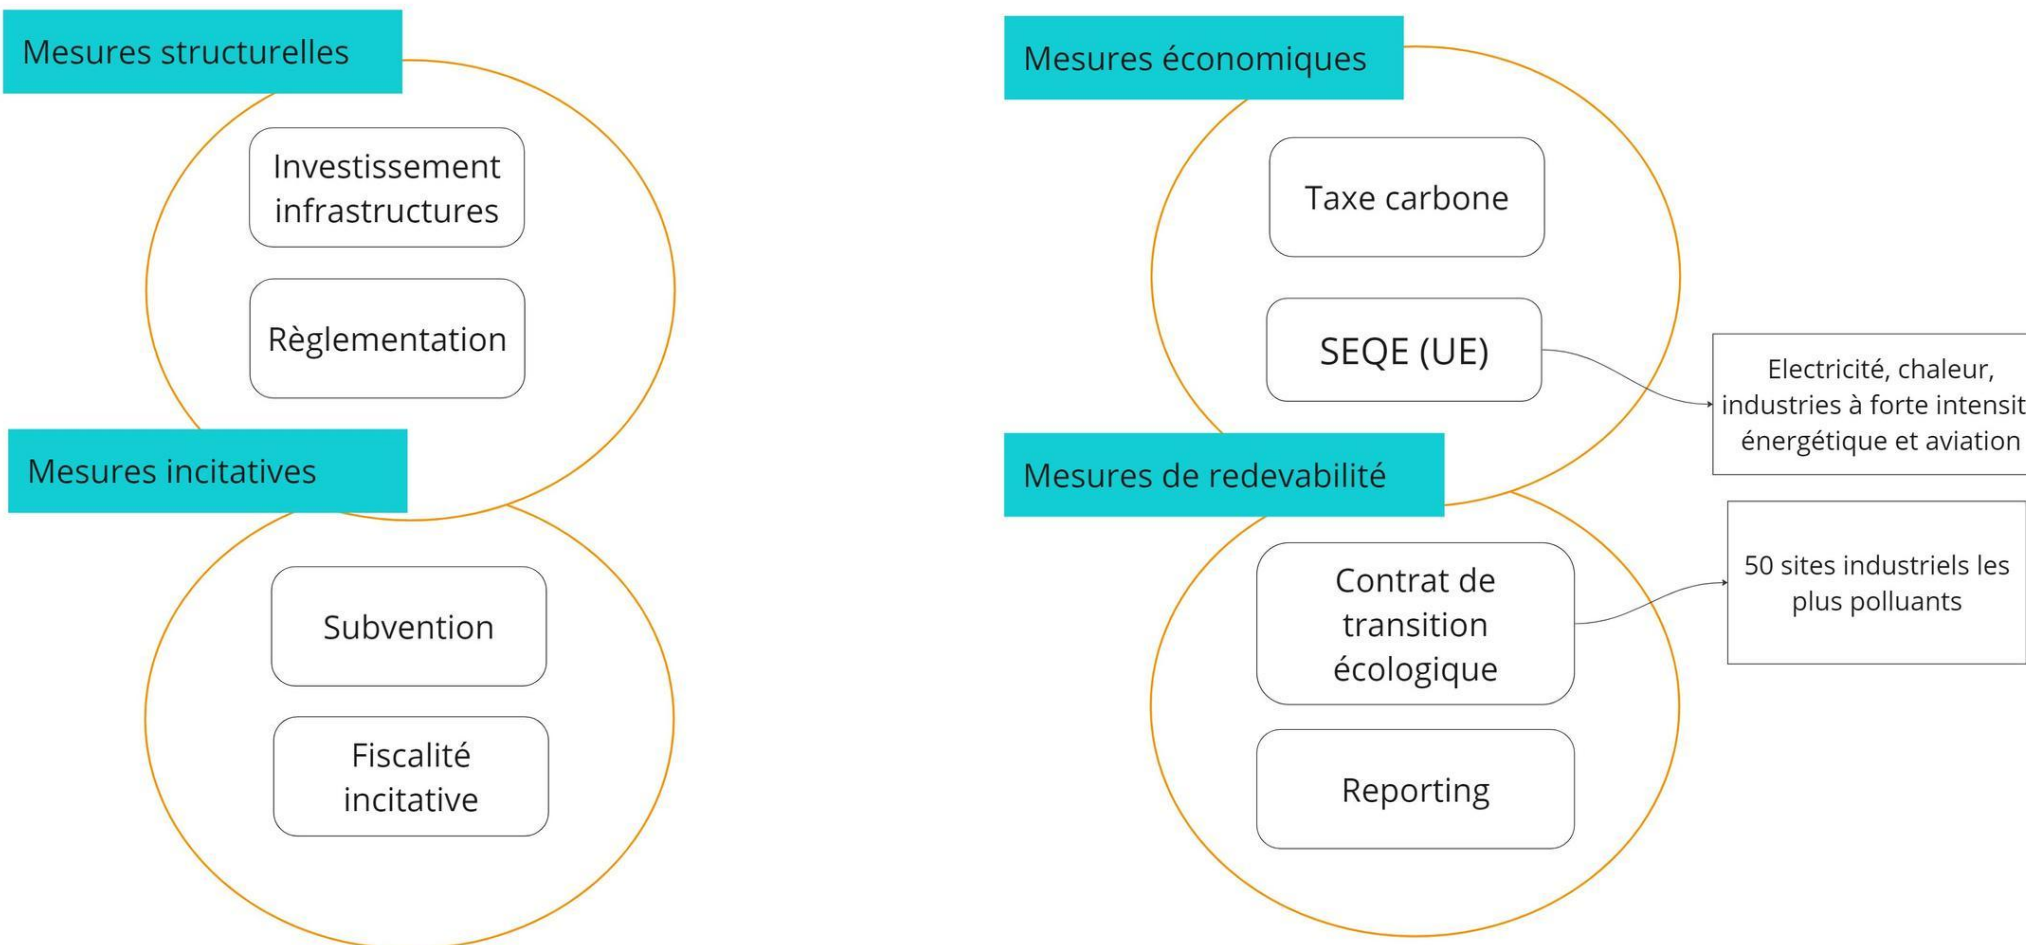 Mesures structurelles
Investissement
infrastructures
Règlementation
Mesures incitatives
Subvention
Fiscalité
incitative
Mesures économiques
Taxe carbone
SEQE (UE)
Electricité, chaleur,
industries à forte intensit
énergétique et aviation
Mesures de redevabilité
Contrat de
transition
écologique
50 sites industriels les
plus polluants
Reporting